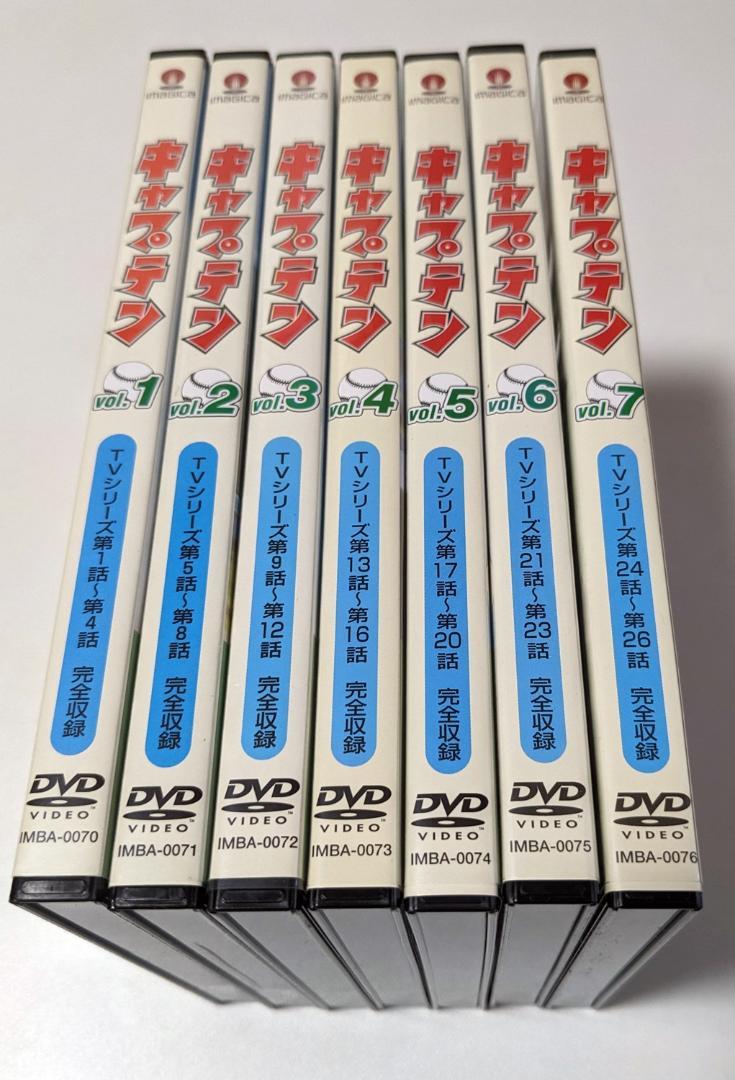 IMAGICA
キャプテン
vol.1
TVシリーズ第1話～第4話 完全収録
DVD
VIDEO™
IMBA-0070
IMAGICA
キャプテン
vol.2
TVシリーズ第5話～第8話 完全収録
DVD
VIDEO™
IMBA-0071
IMAGICA
キャプテン
vol.3
TVシリーズ第9話～第12話 完全収録
DVD
VIDEO™
IMBA-0072
IMAGICA
キャプテン
vol.4
TVシリーズ第13話～第16話 完全収録
DVD
VIDEO™
IMBA-0073
IMAGICA
キャプテン
vol.5
TVシリーズ第17話～第20話 完全収録
DVD
VIDEO™
IMBA-0074
IMAGICA
キャプテン
vol.6
TVシリーズ第21話～第23話 完全収録
DVD
VIDEO™
IMBA-0075
IMAGICA
キャプテン
vol.7
TVシリーズ第24話～第26話 完全収録
DVD
VIDEO™
IMBA-0076